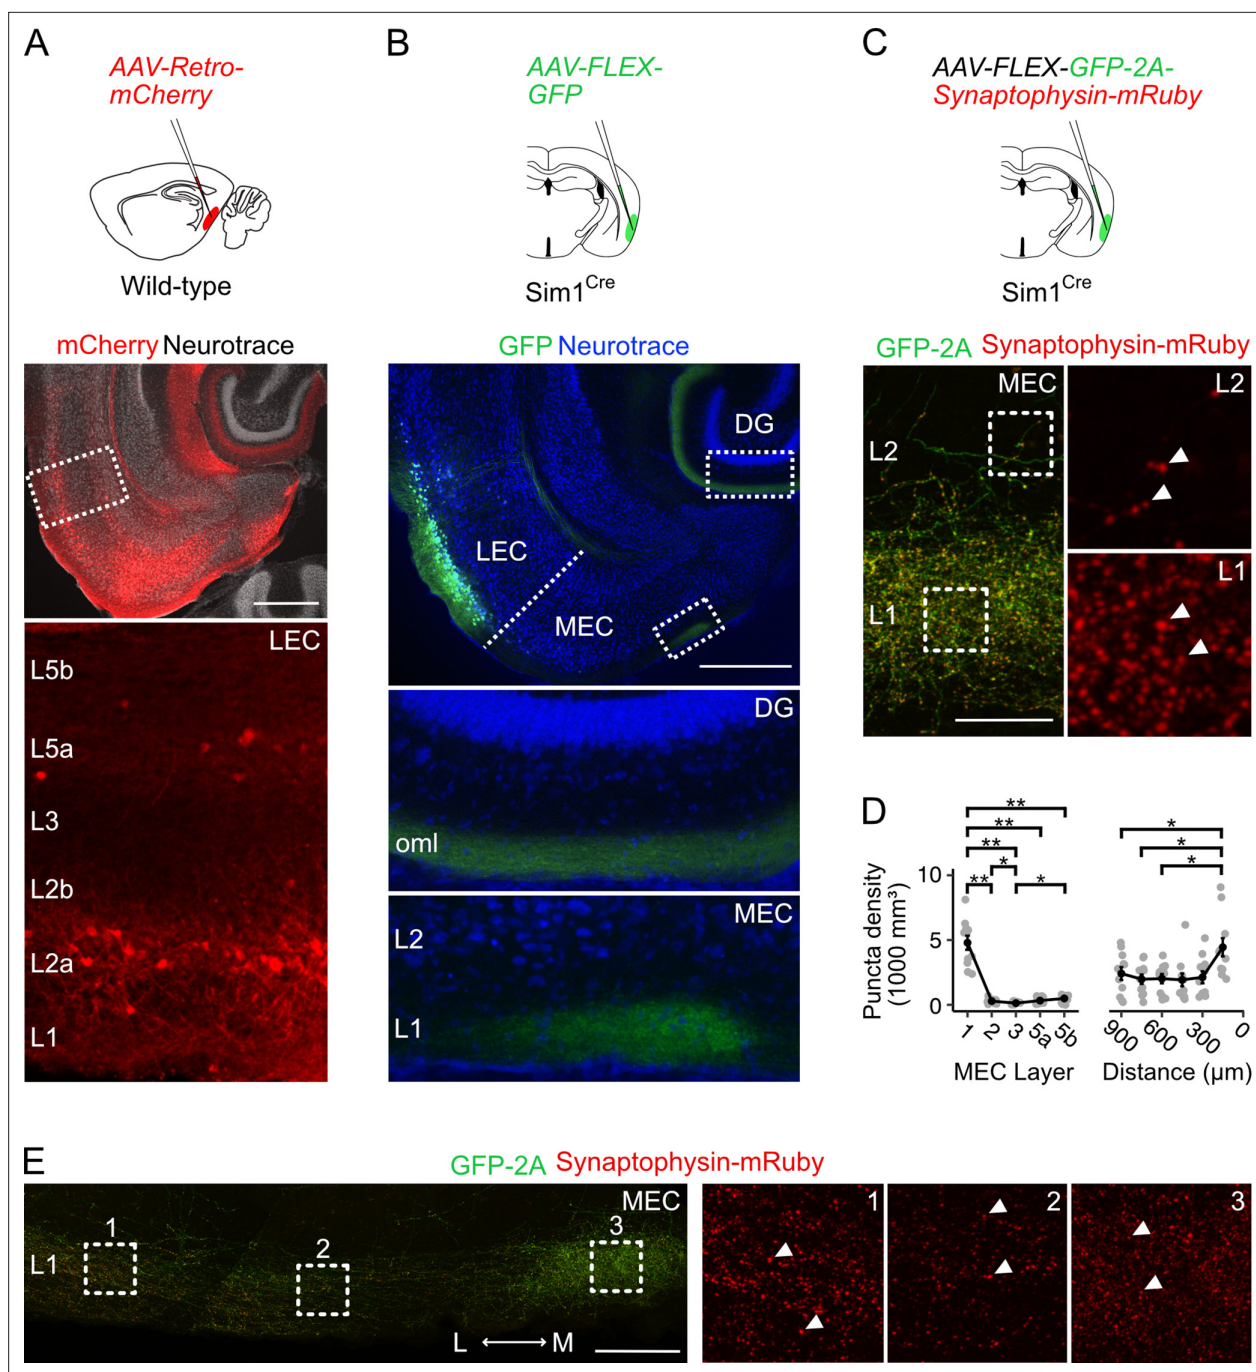 A
AAV-Retro-
mCherry
Wild-type
mCherry Neurotrace
LEC
L5b
L5a
L3
L2b
L2a
L1
B
AAV-FLEX-
GFP
Sim1Cre
GFP Neurotrace
DG
LEC
MEC
DG
oml
MEC
L2
L1
C
AAV-FLEX-GFP-2A-
Synaptophysin-mRuby
Sim1Cre
GFP-2A Synaptophysin-mRuby
MEC
L2
L1
L2
L1
D
**
**
**
*
**
*
*
*
*
Puncta density
(1000 mm³)
10
5
0
1 2 3 5a 5b
MEC Layer
900 600 300 0
Distance (µm)
E
GFP-2A Synaptophysin-mRuby
MEC
1
2
3
L1
L M
1
2
3